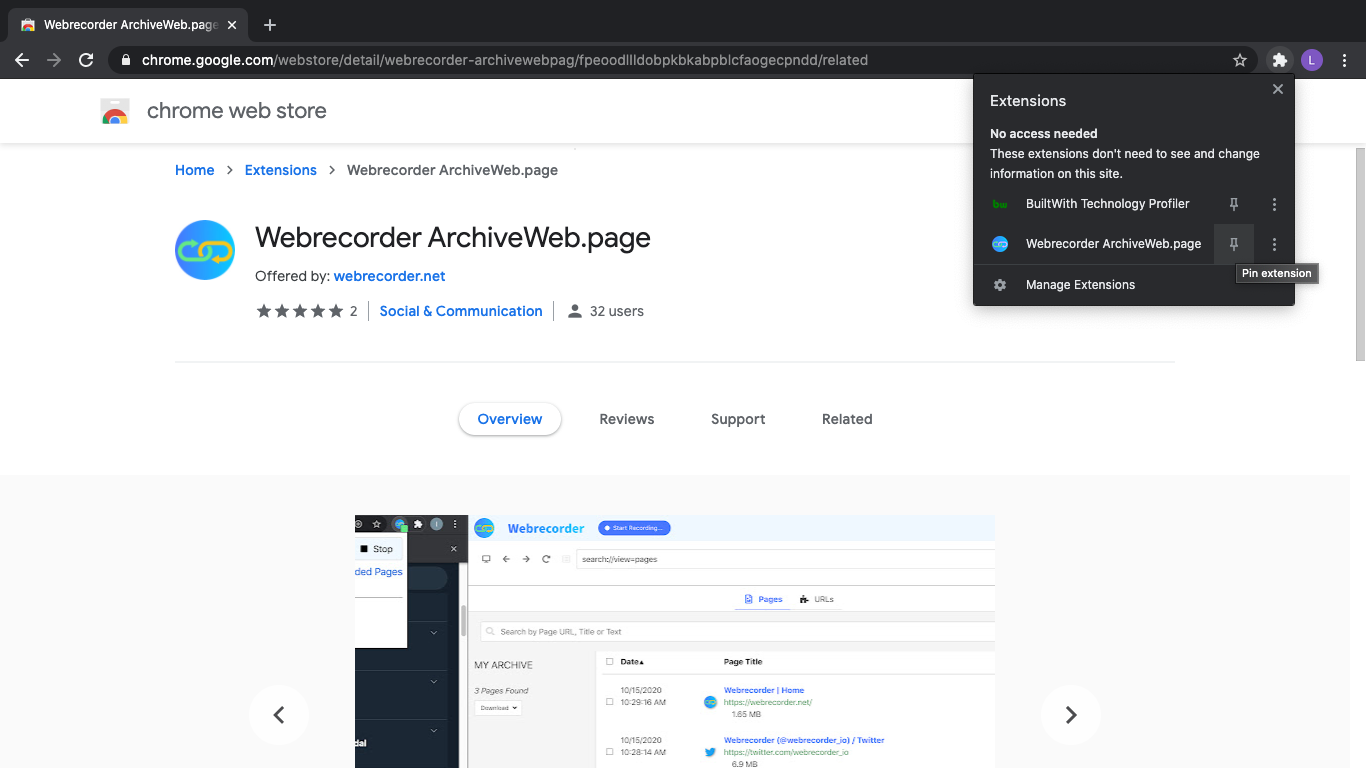 Webrecorder ArchiveWeb.page
chrome.google.com/webstore/detail/webrecorder-archivewebpag/fpeoodllldobpkbkabpblcfaogecpndd/related
L
chrome web store
Extensions
No access needed
These extensions don't need to see and change
information on this site.
bw BuiltWith Technology Profiler
Webrecorder ArchiveWeb.page
Pin extension
Manage Extensions
Home > Extensions > Webrecorder ArchiveWeb.page
Webrecorder ArchiveWeb.page
Offered by: webrecorder.net
2 Social & Communication 32 users
Overview Reviews Support Related
Stop
ded Pages
Webrecorder Start Recording...
search://view=pages
Pages URLs
Search by Page URL, Title or Text
MY ARCHIVE
3 Pages Found
Download
Date Page Title
10/15/2020 Webrecorder | Home
10:29:16 AM https://webrecorder.net/
1.65 MB
10/15/2020 Webrecorder (@webrecorder_io) / Twitter
10:28:14 AM https://twitter.com/webrecorder_io
6.9 MB